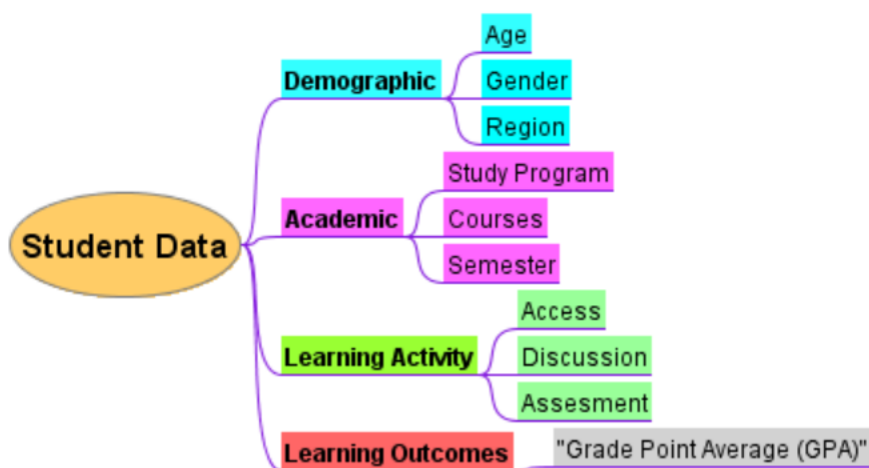 Student Data
Demographic
Age
Gender
Region
Academic
Study Program
Courses
Semester
Learning Activity
Access
Discussion
Assesment
Learning Outcomes
"Grade Point Average (GPA)"